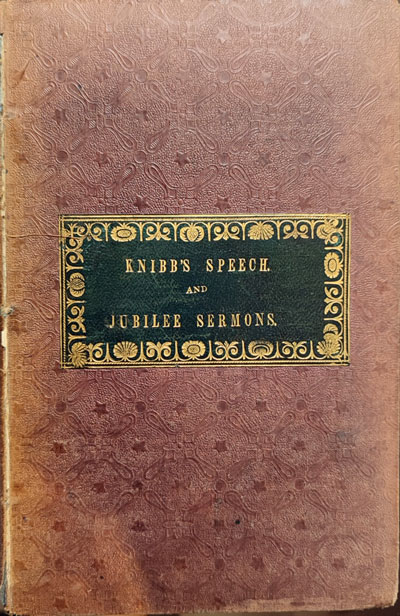 KNIBB'S SPEECH.
AND
JUBILEE SERMONS.